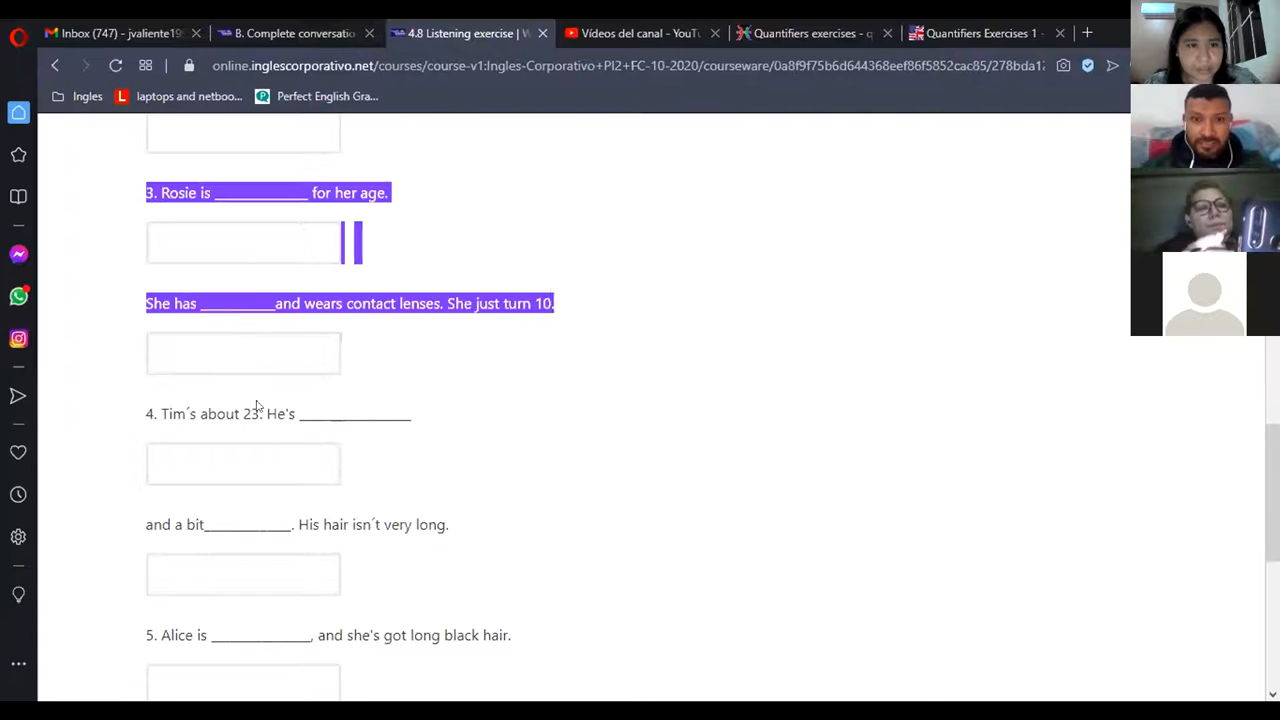 Inbox (747) - jvaliente19
B. Complete conversatio
4.8 Listening exercise | W
Vídeos del canal - YouTu
Quantifiers exercises - q
Quantifiers Exercises 1 -
online.inglescorporativo.net/courses/course-v1:Ingles-Corporativo+PI2+FC-10-2020/courseware/0a8f9f75b6d644368eef86f5852cac85/278bda1
Ingles
laptops and netboo...
Perfect English Gra...
3. Rosie is _____________ for her age.
She has __________and wears contact lenses. She just turn 10.
4. Tim´s about 23. He's ________________
and a bit____________. His hair isn´t very long.
5. Alice is ______________, and she's got long black hair.